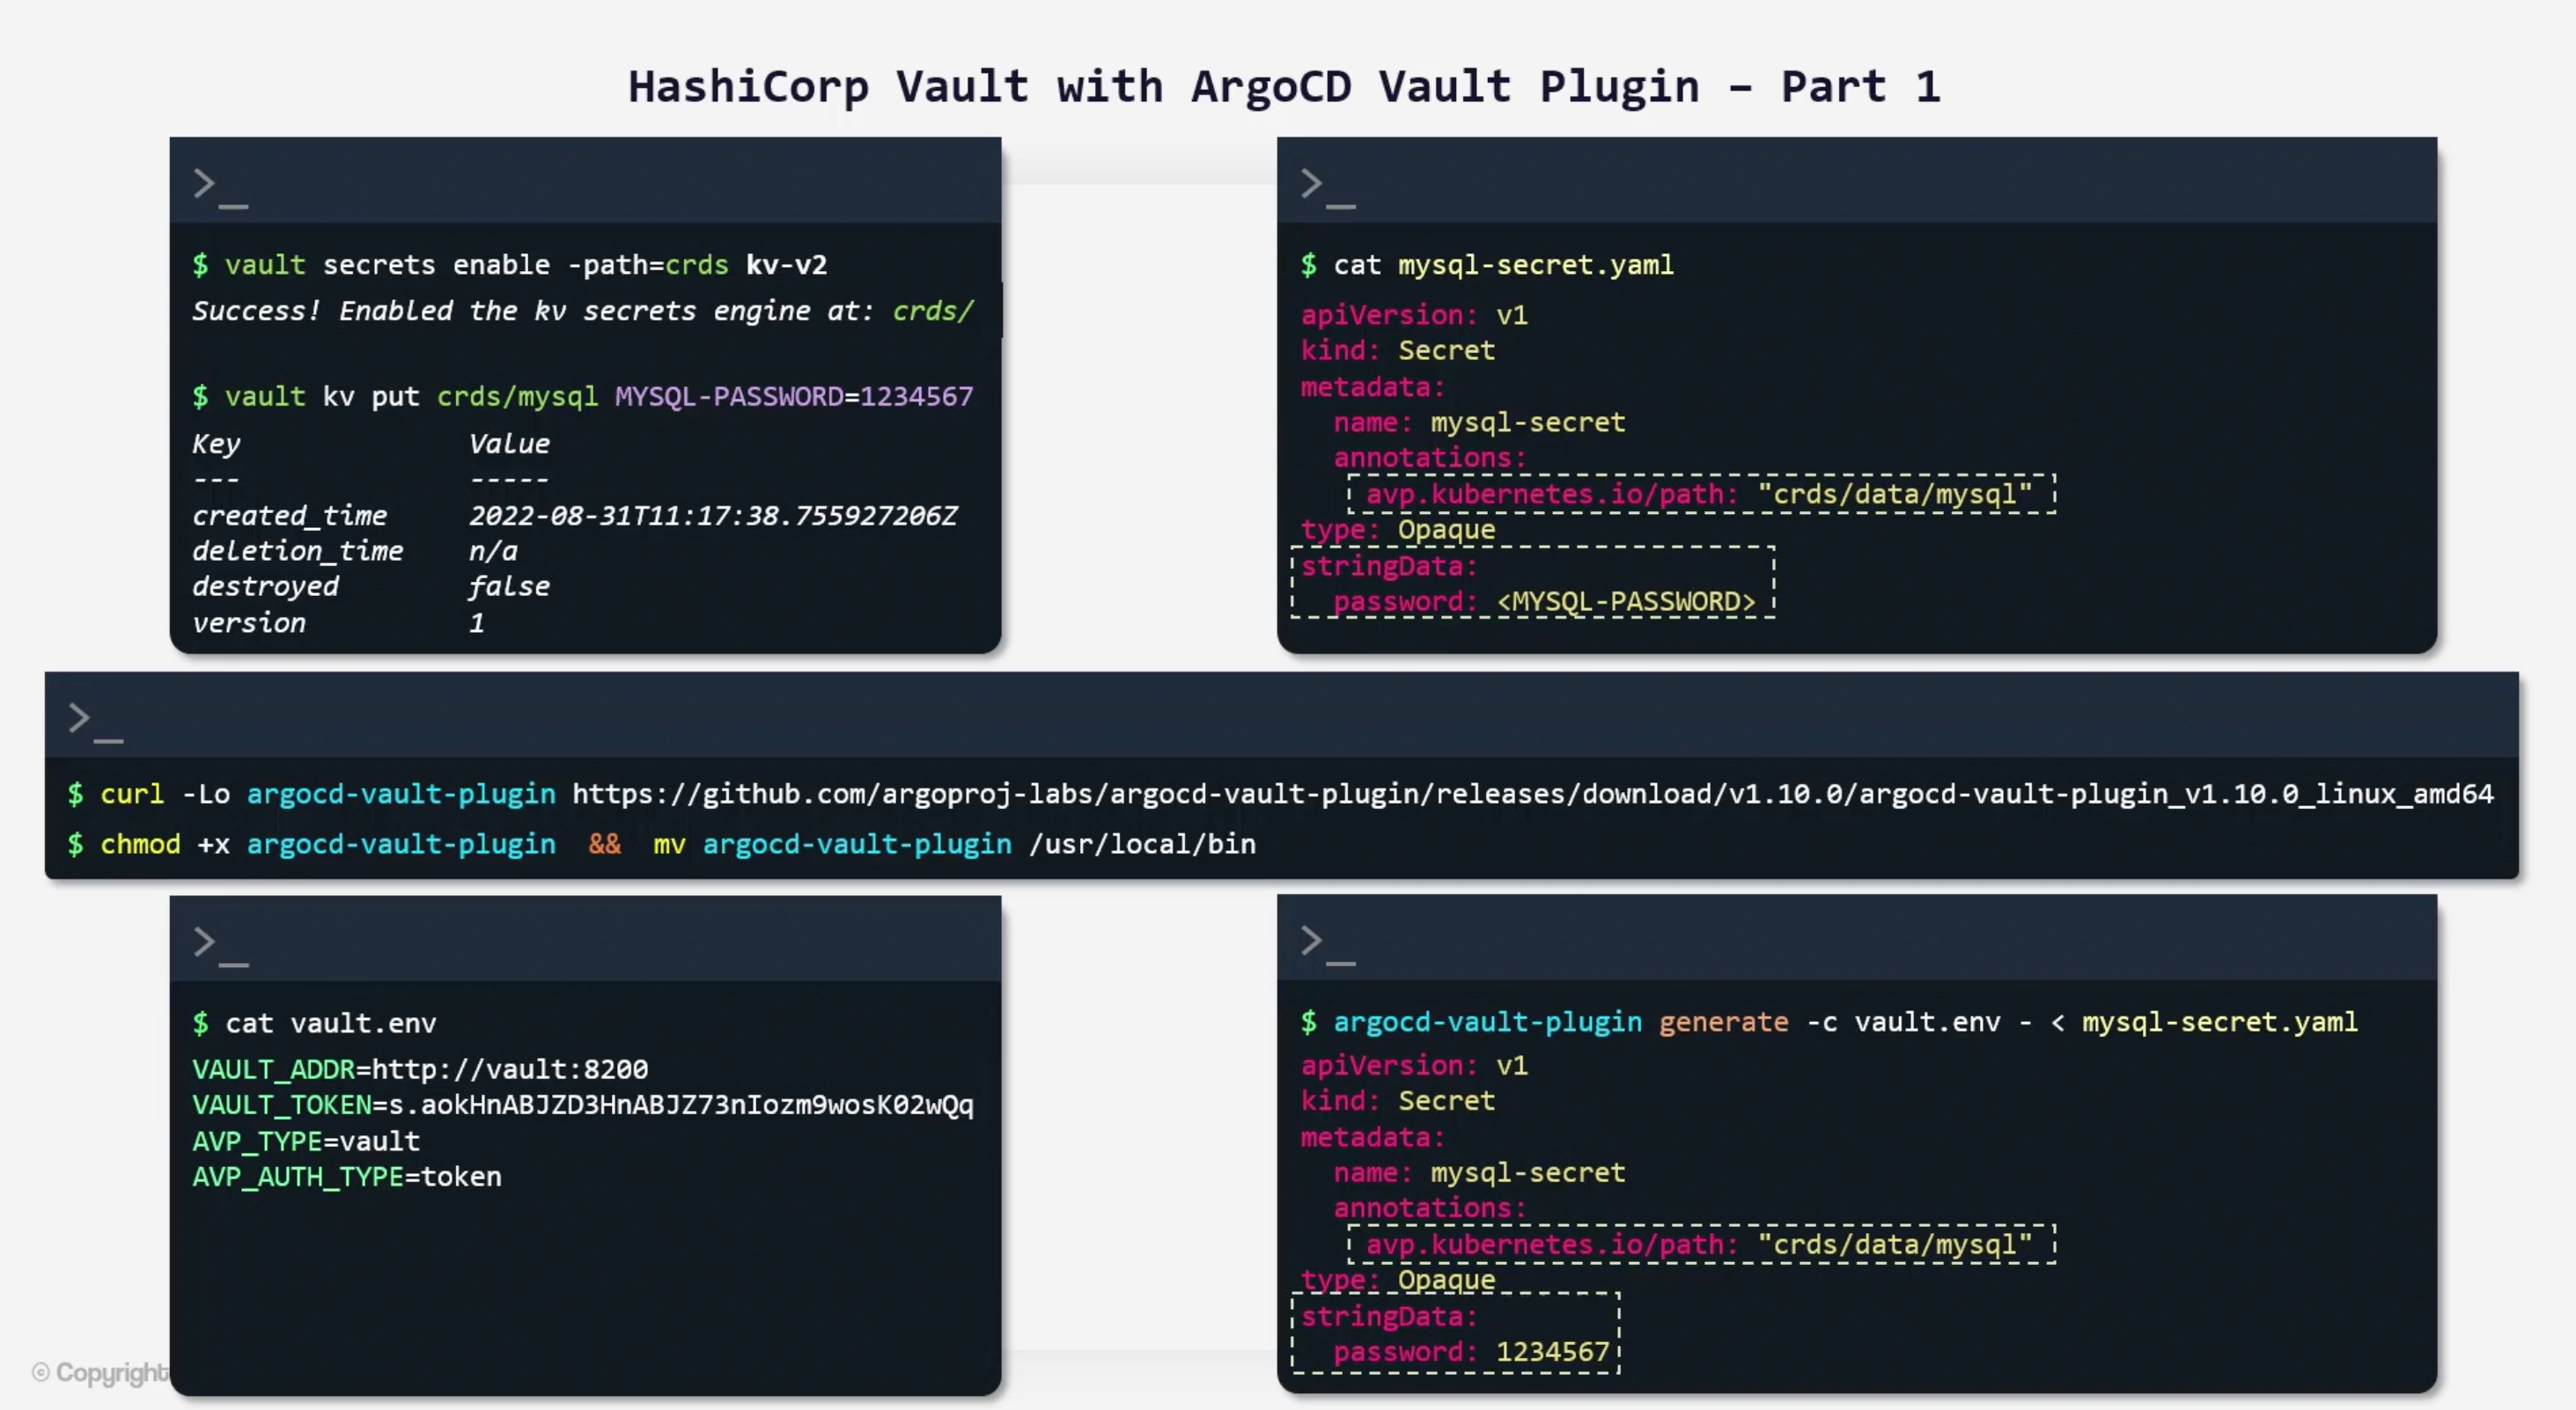 HashiCorp Vault with ArgoCD Vault Plugin – Part 1
>_
$ vault secrets enable -path=crds kv-v2
Success! Enabled the kv secrets engine at: crds/
$ vault kv put crds/mysql MYSQL-PASSWORD=1234567
Key Value
--- -----
created_time 2022-08-31T11:17:38.755927206Z
deletion_time n/a
destroyed false
version 1
>_
$ cat mysql-secret.yaml
apiVersion: v1
kind: Secret
metadata:
  name: mysql-secret
  annotations:
    avp.kubernetes.io/path: "crds/data/mysql"
type: Opaque
stringData:
  password: <MYSQL-PASSWORD>
>_
$ curl -Lo argocd-vault-plugin https://github.com/argoproj-labs/argocd-vault-plugin/releases/download/v1.10.0/argocd-vault-plugin_v1.10.0_linux_amd64
$ chmod +x argocd-vault-plugin && mv argocd-vault-plugin /usr/local/bin
>_
$ cat vault.env
VAULT_ADDR=http://vault:8200
VAULT_TOKEN=s.aokHnABJZD3HnABJZ73nIozm9wosK02wQq
AVP_TYPE=vault
AVP_AUTH_TYPE=token
>_
$ argocd-vault-plugin generate -c vault.env - < mysql-secret.yaml
apiVersion: v1
kind: Secret
metadata:
  name: mysql-secret
  annotations:
    avp.kubernetes.io/path: "crds/data/mysql"
type: Opaque
stringData:
  password: 1234567
© Copyright